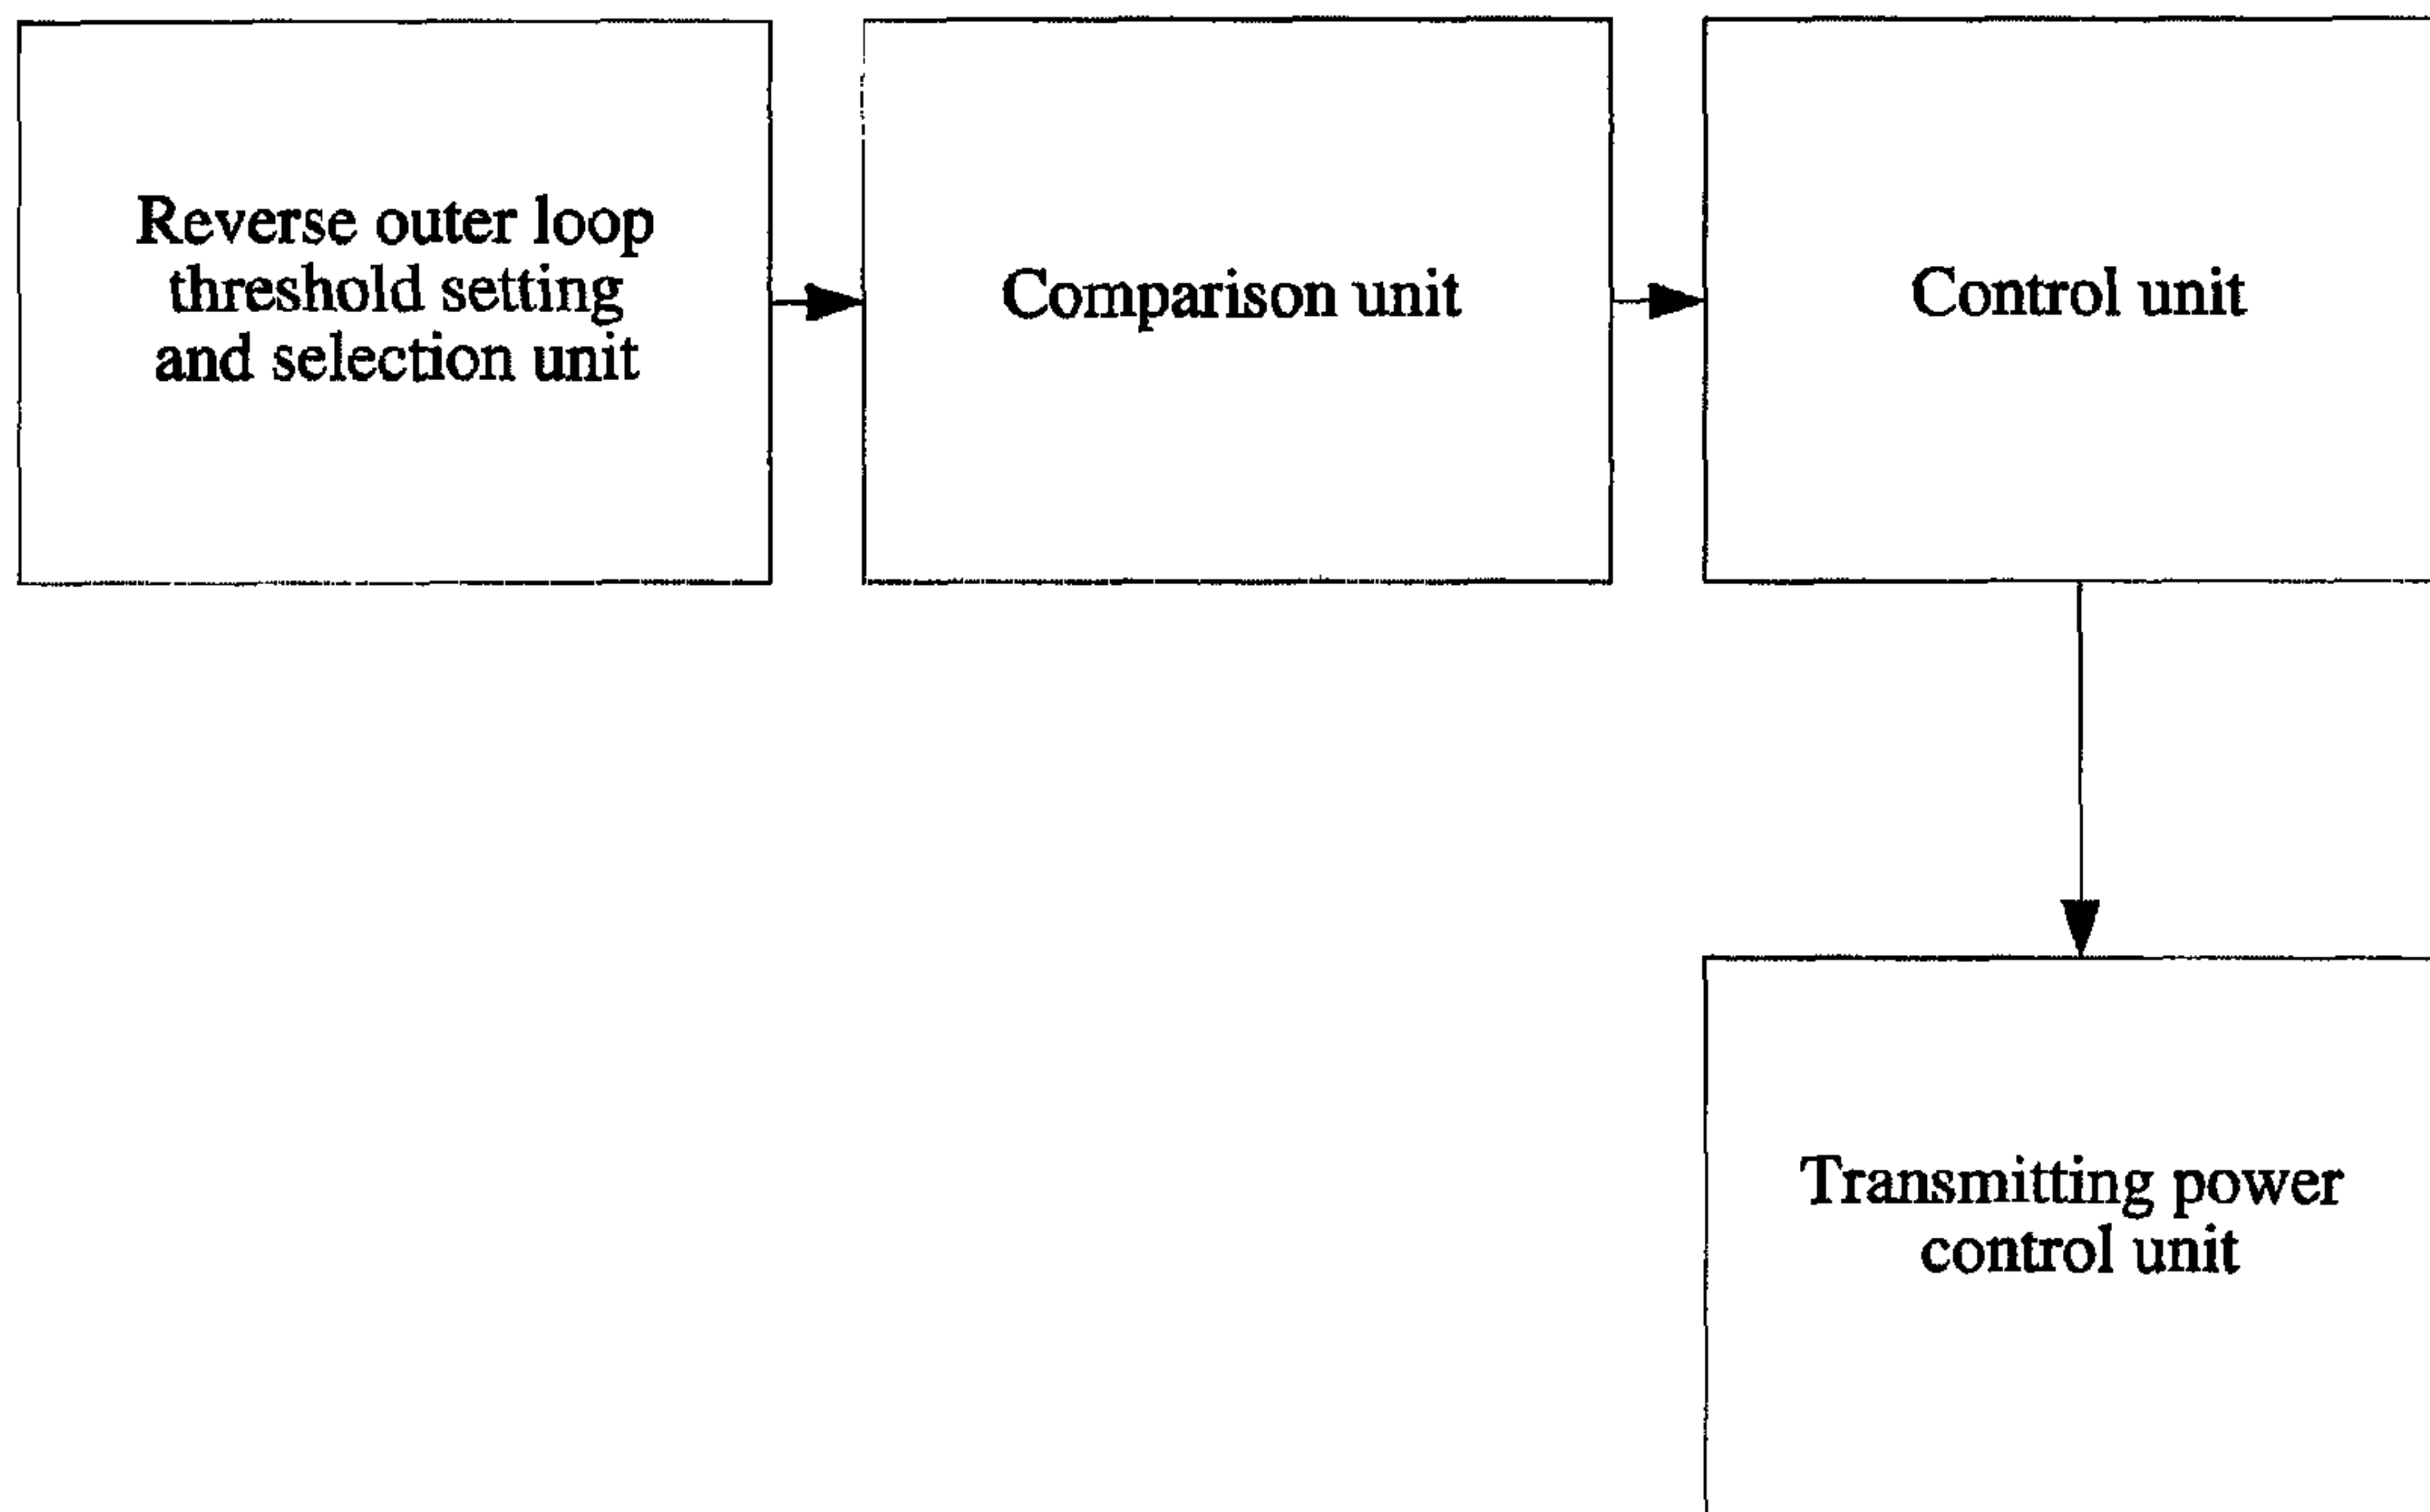 Reverse outer loop
threshold setting
and selection unit
Comparison unit
Control unit
Transmitting power
control unit